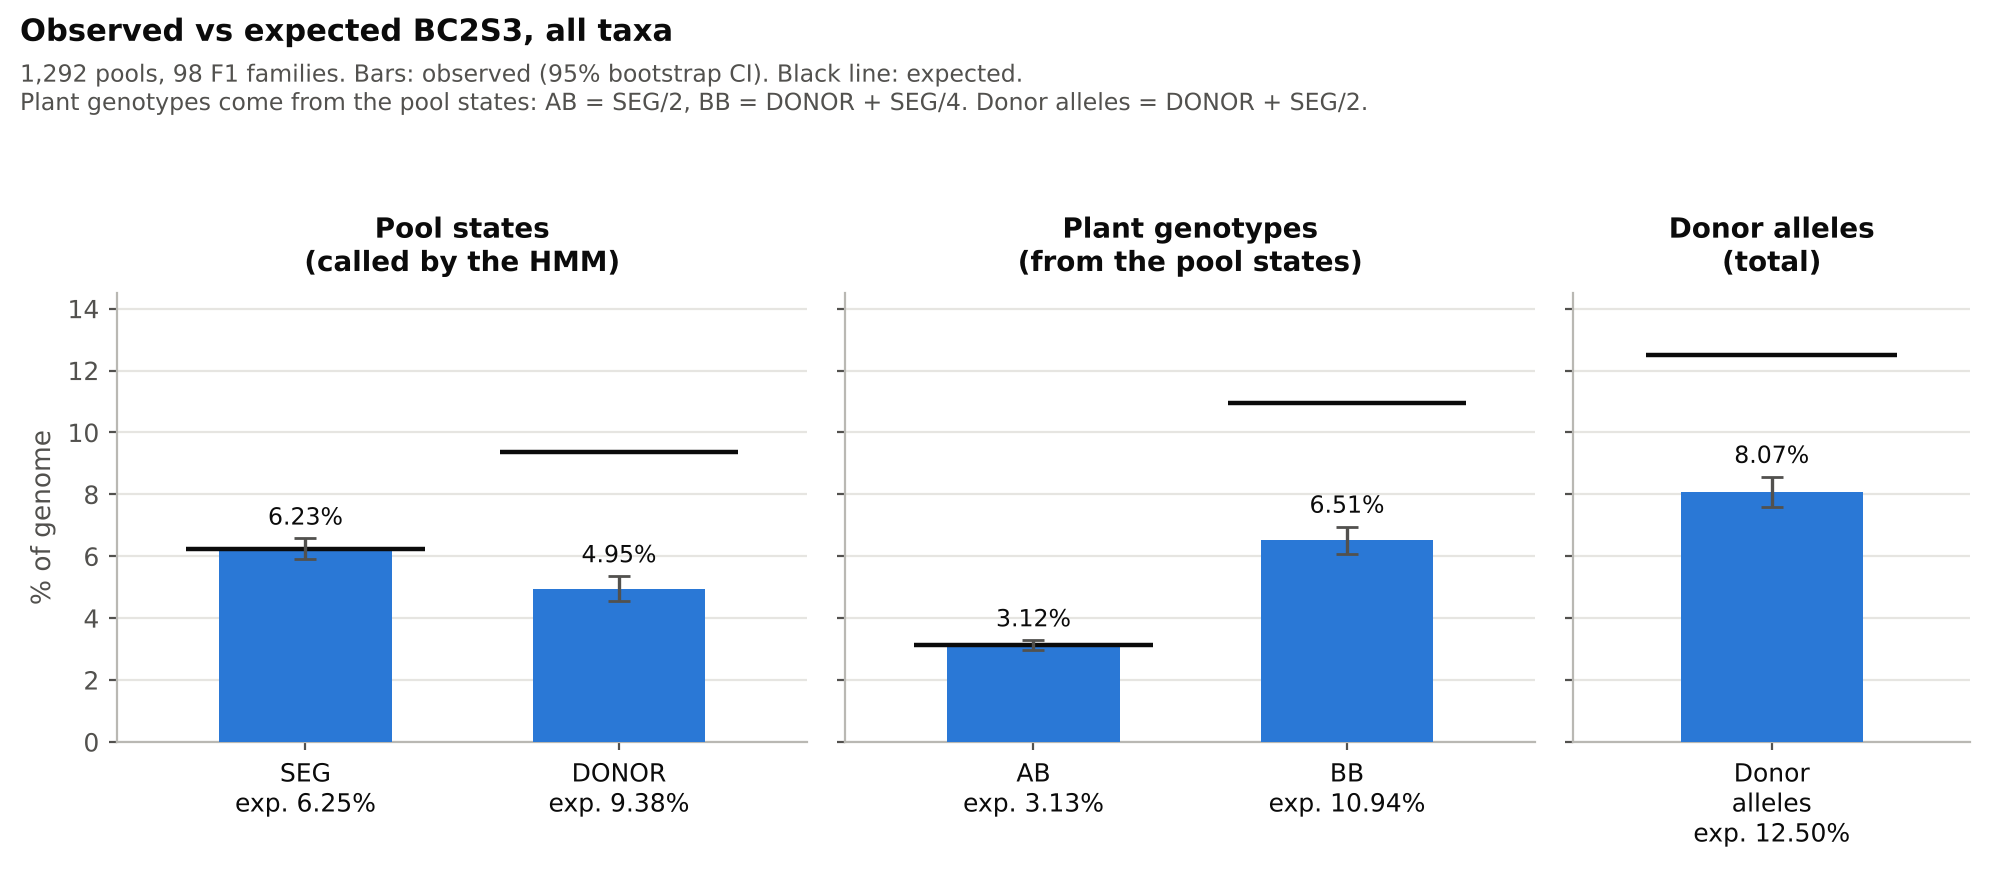 Observed vs expected BC2S3, all taxa
1,292 pools, 98 F1 families. Bars: observed (95% bootstrap CI). Black line: expected.
Plant genotypes come from the pool states: AB = SEG/2, BB = DONOR + SEG/4. Donor alleles = DONOR + SEG/2.
Pool states
(called by the HMM)
Plant genotypes
(from the pool states)
Donor alleles
(total)
% of genome
14
12
10
8
6
4
2
0
6.23%
4.95%
3.12%
6.51%
8.07%
SEG
exp. 6.25%
DONOR
exp. 9.38%
AB
exp. 3.13%
BB
exp. 10.94%
Donor
alleles
exp. 12.50%